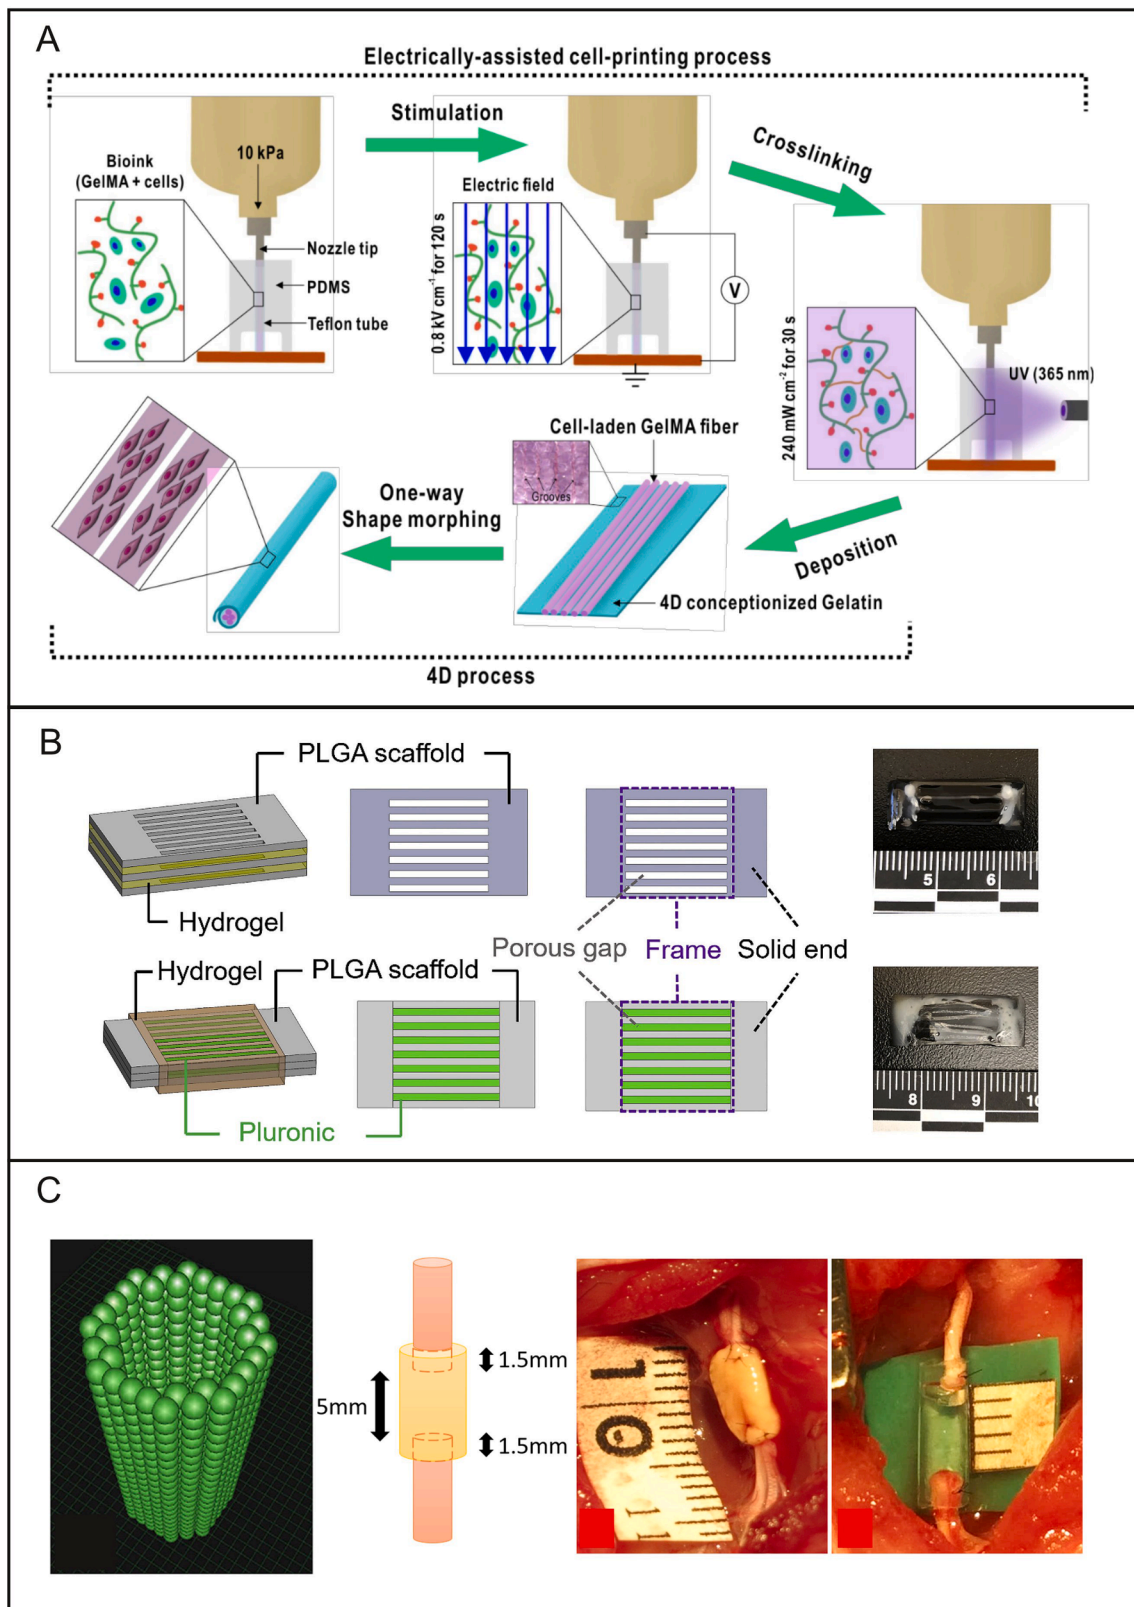 A
Electrically-assisted cell-printing process
Stimulation
Crosslinking
Bioink
(GelMA + cells)
10 kPa
Nozzle tip
PDMS
Teflon tube
Electric field
0.8 kV cm⁻¹ for 120 s
V
240 mW cm⁻² for 30 s
UV (365 nm)
Deposition
Cell-laden GelMA fiber
Grooves
4D conceptionized Gelatin
One-way
Shape morphing
4D process
B
PLGA scaffold
Hydrogel
Hydrogel
PLGA scaffold
Pluronic
Porous gap
Frame
Solid end
5 6
8 9 10
C
5mm
1.5mm
1.5mm
1
0
1